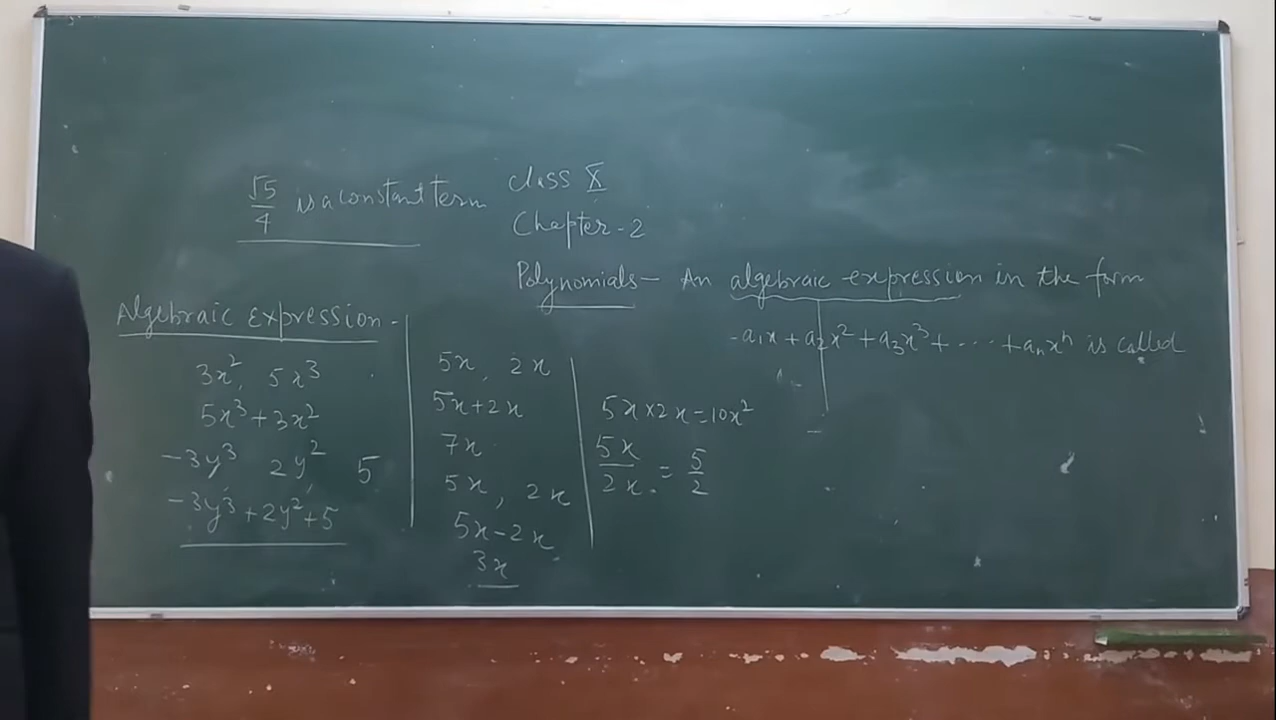 √5/4 is a constant term
Class X
Chapter-2
Polynomials - An algebraic expression in the form
-a₁x + a₂x² + a₃x³ + ... + aₙxⁿ is called
Algebraic Expression -
3x², 5x³
5x³+3x²
-3y³ 2y² 5
-3y³+2y²+5
5x, 2x
5x+2x
7x
5x, 2x
5x-2x
3x
5x×2x=10x²
5x/2x = 5/2